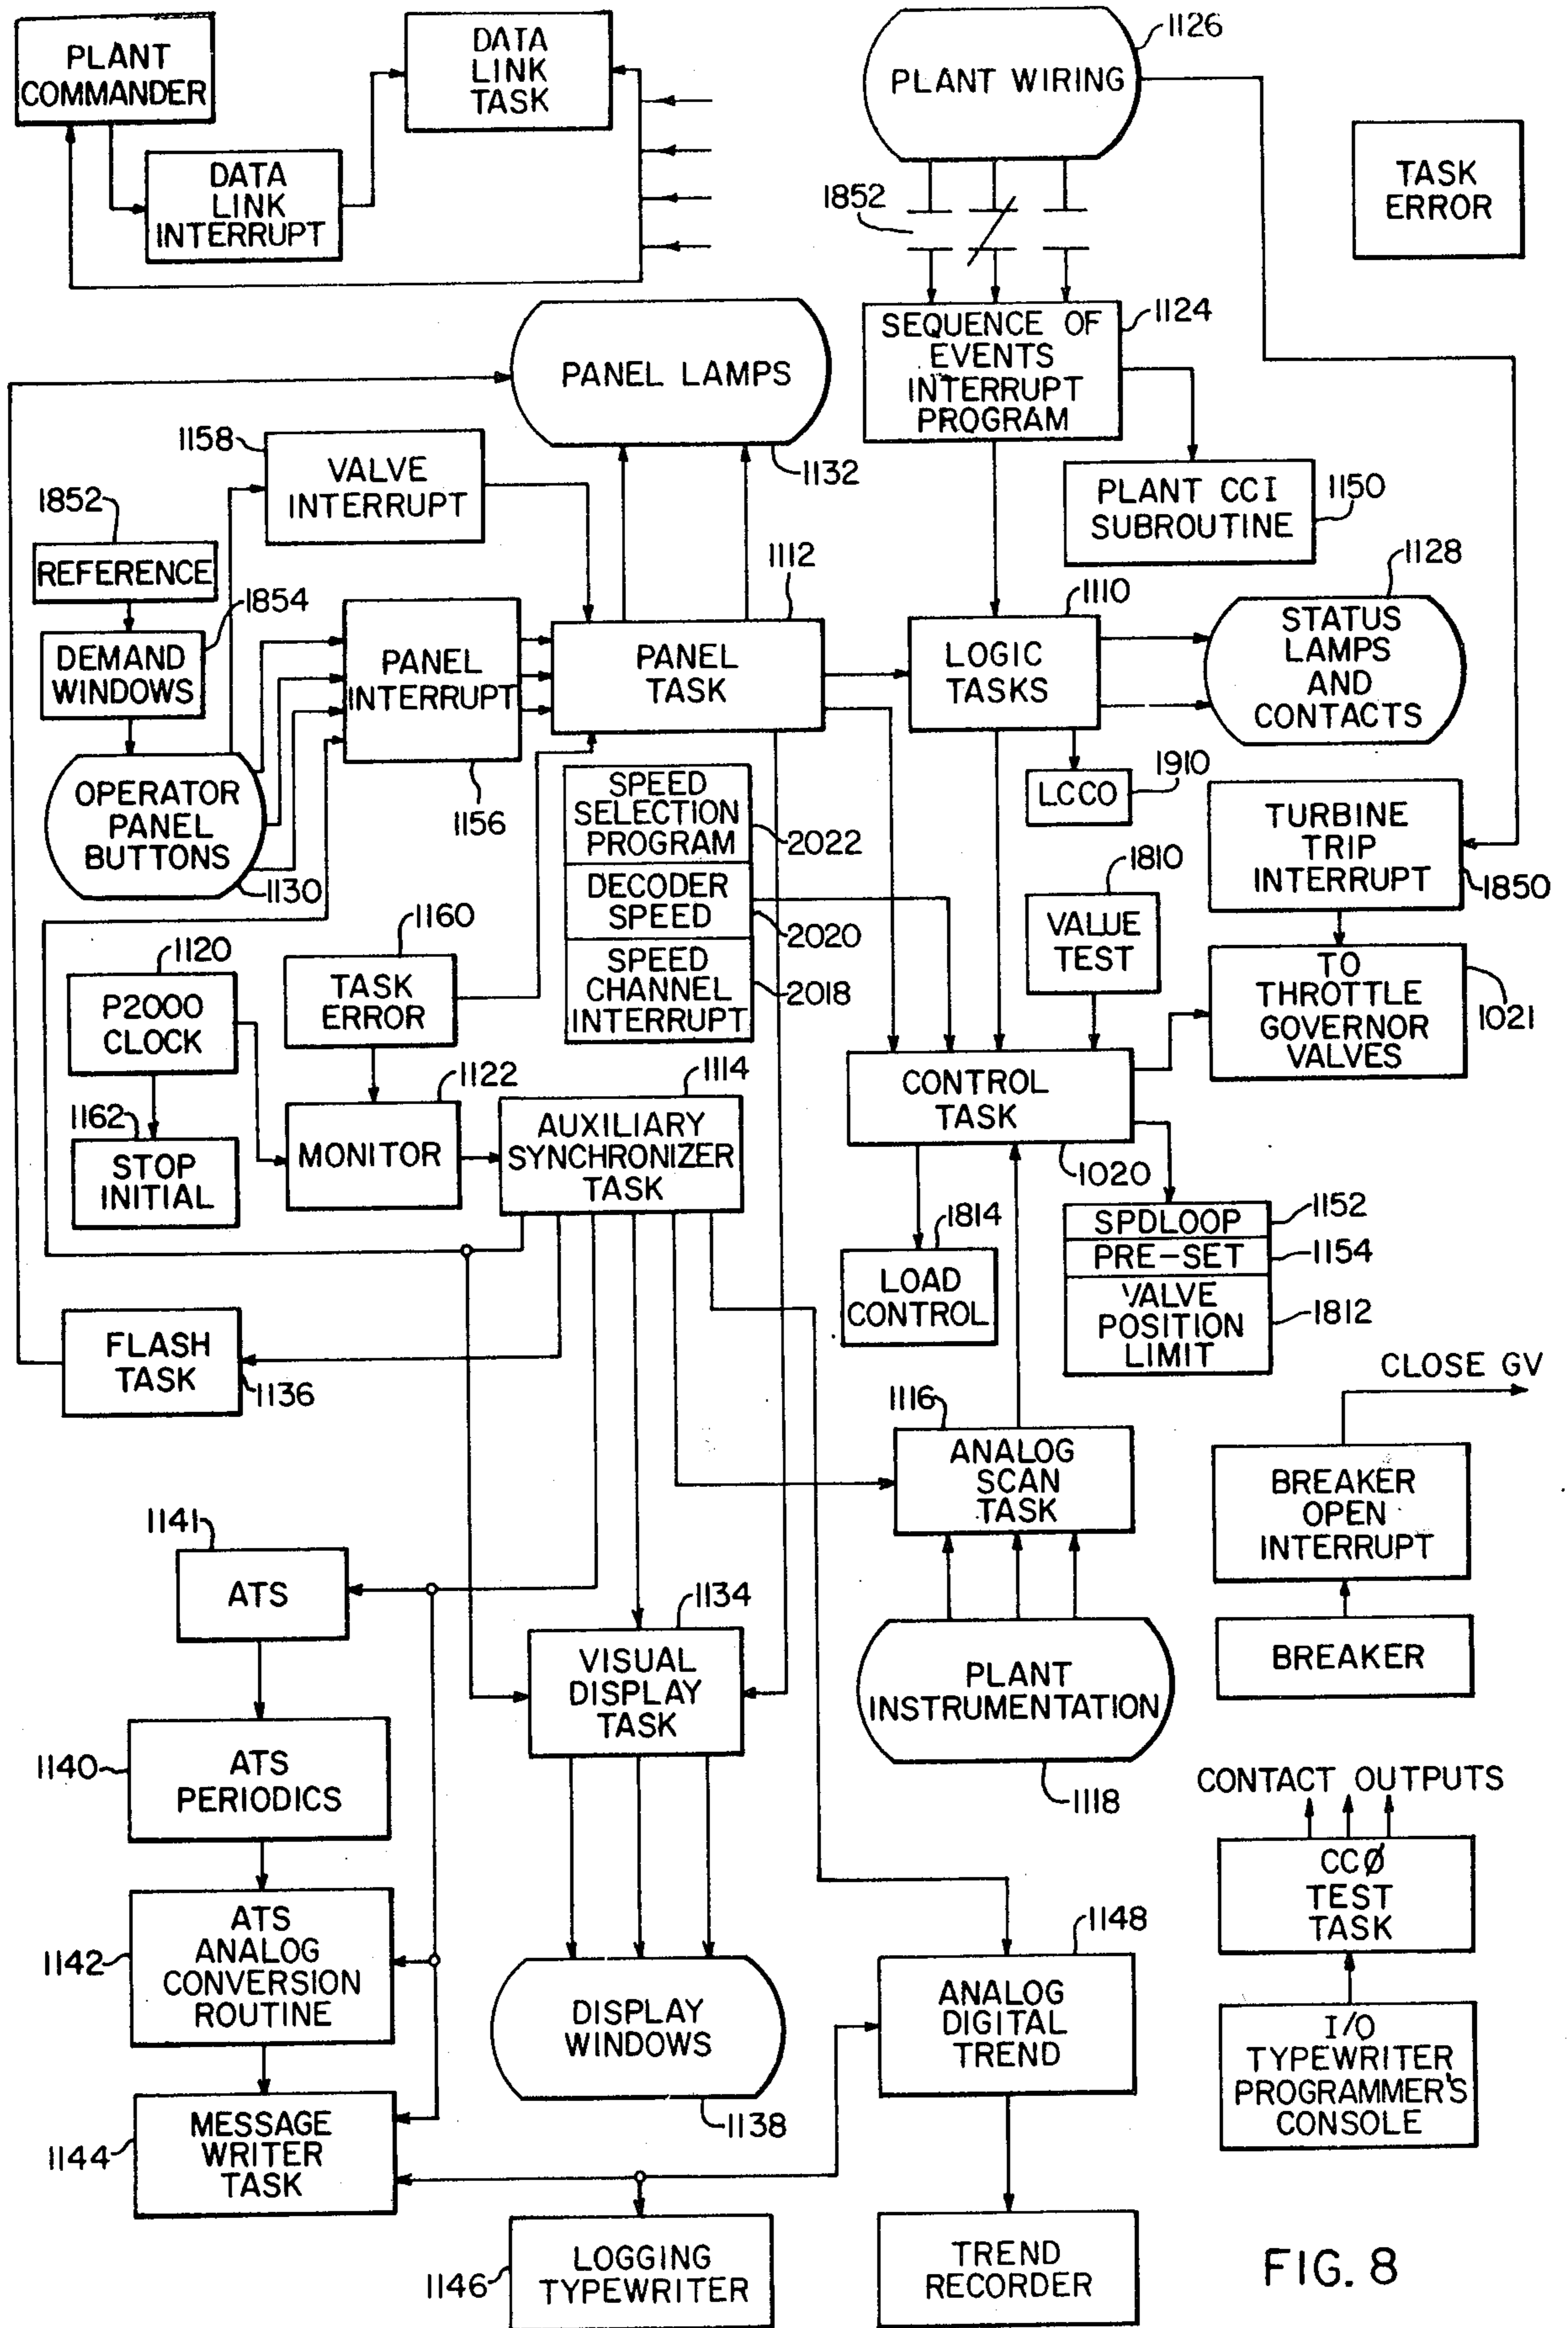 PLANT
COMMANDER
DATA
LINK
INTERRUPT
DATA
LINK
TASK
PLANT WIRING
1126
TASK
ERROR
1852
SEQUENCE OF
EVENTS
INTERRUPT
PROGRAM
1124
PLANT CCI
SUBROUTINE
1150
PANEL LAMPS
1132
1158
VALVE
INTERRUPT
1852
REFERENCE
1854
DEMAND
WINDOWS
OPERATOR
PANEL
BUTTONS
1130
PANEL
INTERRUPT
1156
1112
PANEL
TASK
1110
LOGIC
TASKS
1128
STATUS
LAMPS
AND
CONTACTS
LCCO
1910
SPEED
SELECTION
PROGRAM
2022
DECODER
SPEED
2020
SPEED
CHANNEL
INTERRUPT
2018
1810
VALUE
TEST
TURBINE
TRIP
INTERRUPT
1850
TO
THROTTLE
GOVERNOR
VALVES
1021
1120
P2000
CLOCK
1160
TASK
ERROR
1162
STOP
INITIAL
1122
MONITOR
1114
AUXILIARY
SYNCHRONIZER
TASK
CONTROL
TASK
1020
1814
LOAD
CONTROL
SPDLOOP
1152
PRE-SET
1154
VALVE
POSITION
LIMIT
1812
FLASH
TASK
1136
CLOSE GV
BREAKER
OPEN
INTERRUPT
BREAKER
1116
ANALOG
SCAN
TASK
PLANT
INSTRUMENTATION
1118
1141
ATS
1134
VISUAL
DISPLAY
TASK
1140
ATS
PERIODICS
1142
ATS
ANALOG
CONVERSION
ROUTINE
DISPLAY
WINDOWS
1138
1148
ANALOG
DIGITAL
TREND
CONTACT OUTPUTS
CCØ
TEST
TASK
I/O
TYPEWRITER
PROGRAMMER'S
CONSOLE
1144
MESSAGE
WRITER
TASK
1146
LOGGING
TYPEWRITER
TREND
RECORDER
FIG. 8